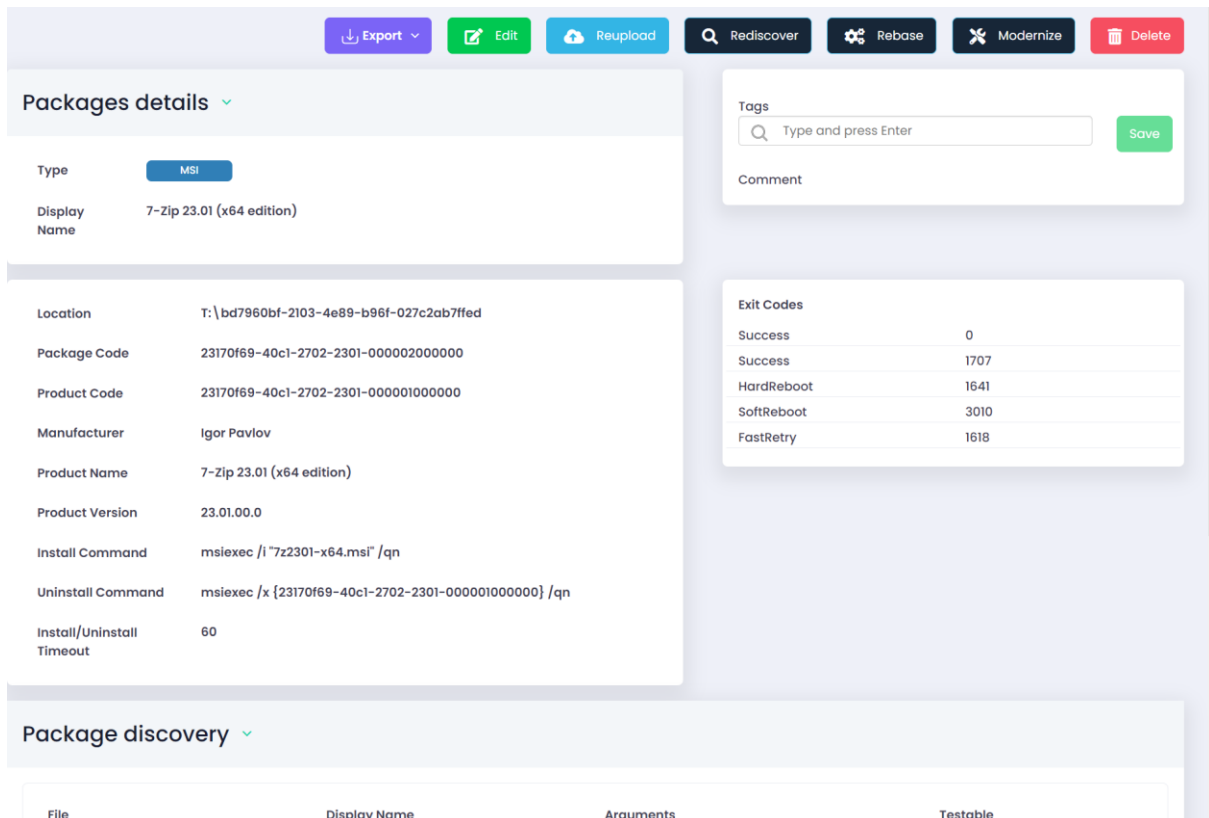 Export
Edit
Reupload
Rediscover
Rebase
Modernize
Delete
Packages details
Type
MSI
Display
Name
7-Zip 23.01 (x64 edition)
Tags
Type and press Enter
Save
Comment
Location
T:\bd7960bf-2103-4e89-b96f-027c2ab7ffed
Package Code
23170f69-40c1-2702-2301-000002000000
Product Code
23170f69-40c1-2702-2301-000001000000
Manufacturer
Igor Pavlov
Product Name
7-Zip 23.01 (x64 edition)
Product Version
23.01.00.0
Install Command
msiexec /i "7z2301-x64.msi" /qn
Uninstall Command
msiexec /x {23170f69-40c1-2702-2301-000001000000} /qn
Install/Uninstall
Timeout
60
Exit Codes
Success 0
Success 1707
HardReboot 1641
SoftReboot 3010
FastRetry 1618
Package discovery
File Display Name Arguments Testable